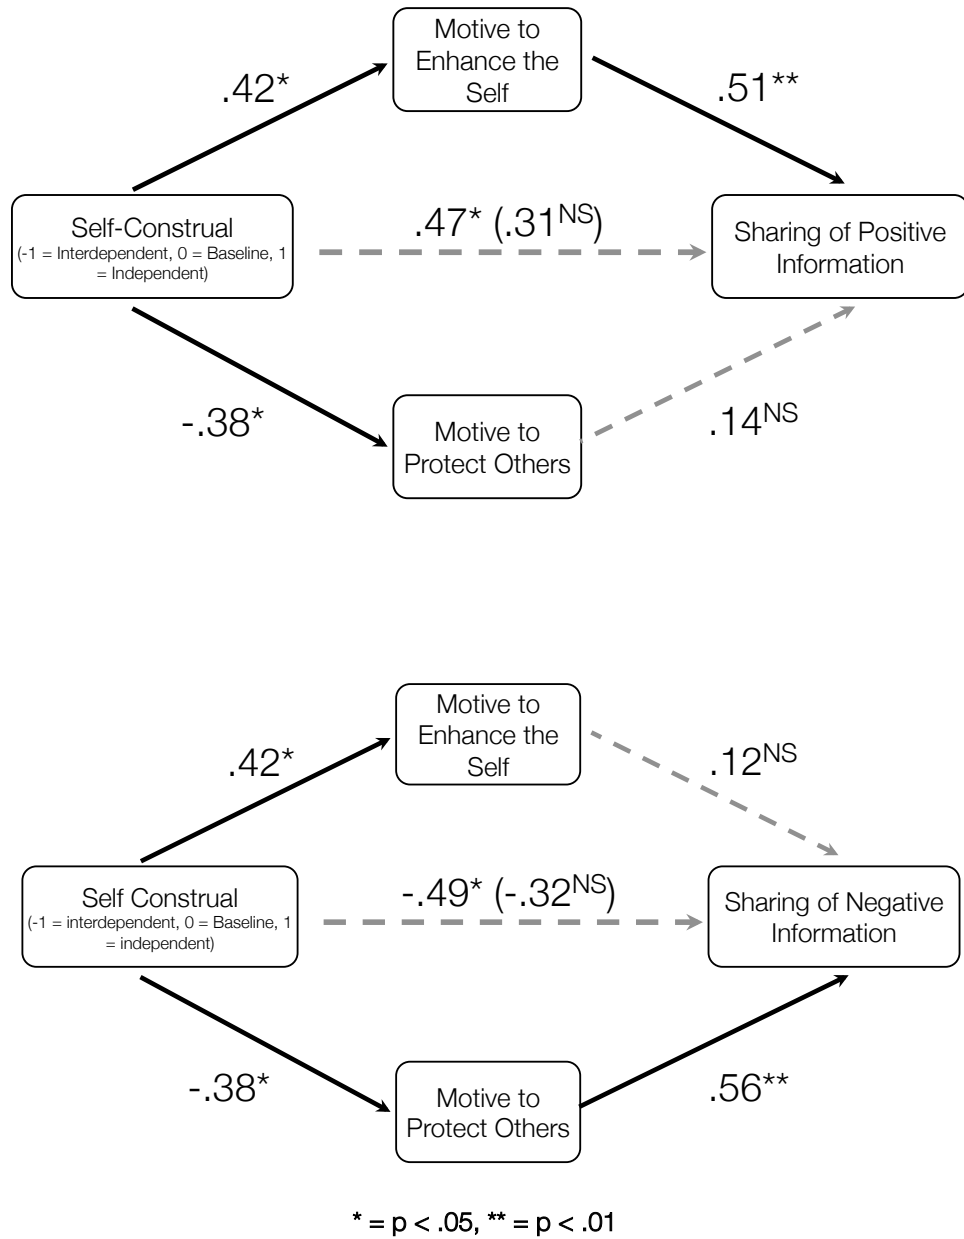 Motive to
Enhance the
Self
.42*
.51**
Self-Construal
(-1 = Interdependent, 0 = Baseline, 1
= Independent)
.47* (.31NS)
Sharing of Positive
Information
-.38*
Motive to
Protect Others
.14NS
Motive to
Enhance the
Self
.42*
.12NS
Self Construal
(-1 = interdependent, 0 = Baseline, 1
= independent)
-.49* (-.32NS)
Sharing of Negative
Information
-.38*
Motive to
Protect Others
.56**
* = p < .05, ** = p < .01